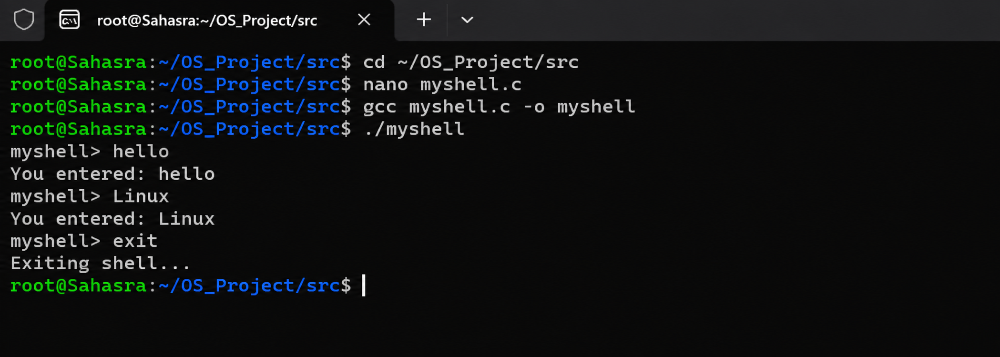 root@Sahasra:~/OS_Project/src
root@Sahasra:~/OS_Project/src$ cd ~/OS_Project/src
root@Sahasra:~/OS_Project/src$ nano myshell.c
root@Sahasra:~/OS_Project/src$ gcc myshell.c -o myshell
root@Sahasra:~/OS_Project/src$ ./myshell
myshell> hello
You entered: hello
myshell> Linux
You entered: Linux
myshell> exit
Exiting shell...
root@Sahasra:~/OS_Project/src$